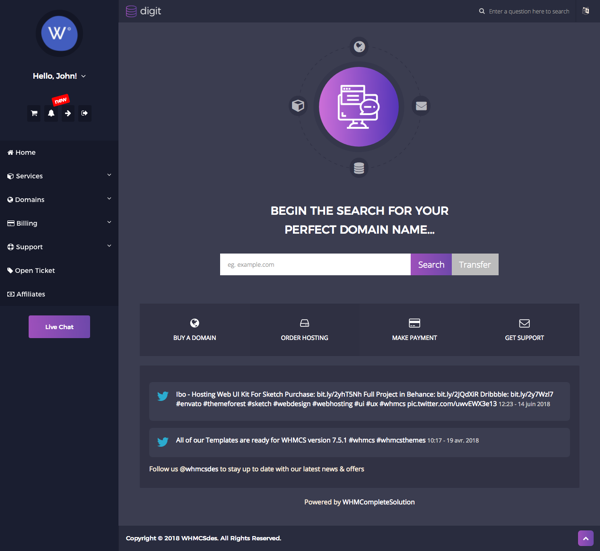 W
Hello, John!
new
Home
Services
Domains
Billing
Support
Open Ticket
Affiliates
Live Chat
digit
Enter a question here to search
BEGIN THE SEARCH FOR YOUR
PERFECT DOMAIN NAME...
eg. example.com
Search
Transfer
BUY A DOMAIN
ORDER HOSTING
MAKE PAYMENT
GET SUPPORT
Ibo - Hosting Web UI Kit For Sketch Purchase: bit.ly/2yhT5Nh Full Project in Behance: bit.ly/2JQdXiR Dribbble: bit.ly/2y7Wzl7
#envato #themeforest #sketch #webdesign #webhosting #ui #ux #whmcs pic.twitter.com/uwvEWX3e13 12:23 - 14 juin 2018
All of our Templates are ready for WHMCS version 7.5.1 #whmcs #whmcsthemes 10:17 - 19 avr. 2018
Follow us @whmcsdes to stay up to date with our latest news & offers
Powered by WHMCompleteSolution
Copyright © 2018 WHMCSdes. All Rights Reserved.